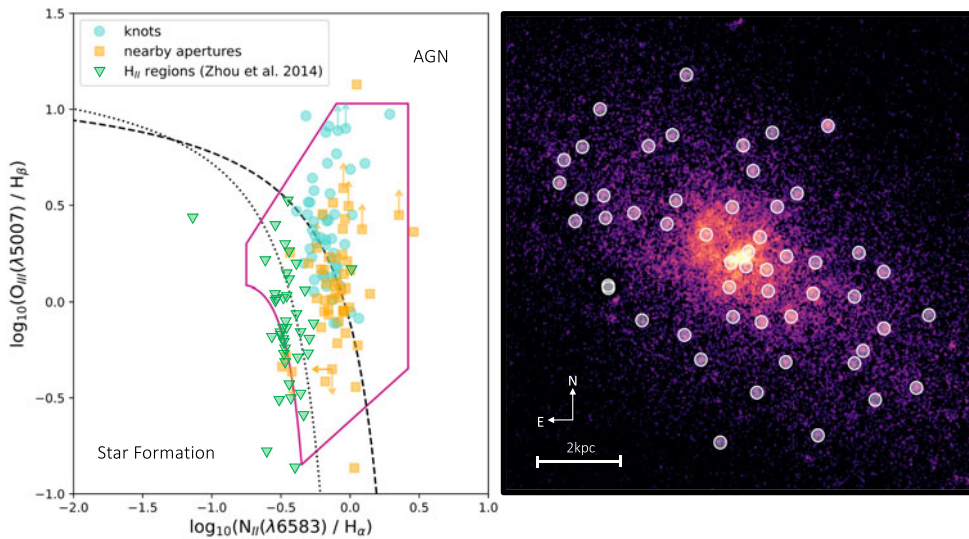 knots
nearby apertures
H_II regions (Zhou et al. 2014)
AGN
Star Formation
1.5
1.0
0.5
0.0
−0.5
−1.0
log₁₀(O_III(λ5007) / H_β)
−2.0 −1.5 −1.0 −0.5 0.0 0.5 1.0
log₁₀(N_II(λ6583) / H_α)
N
E
2kpc